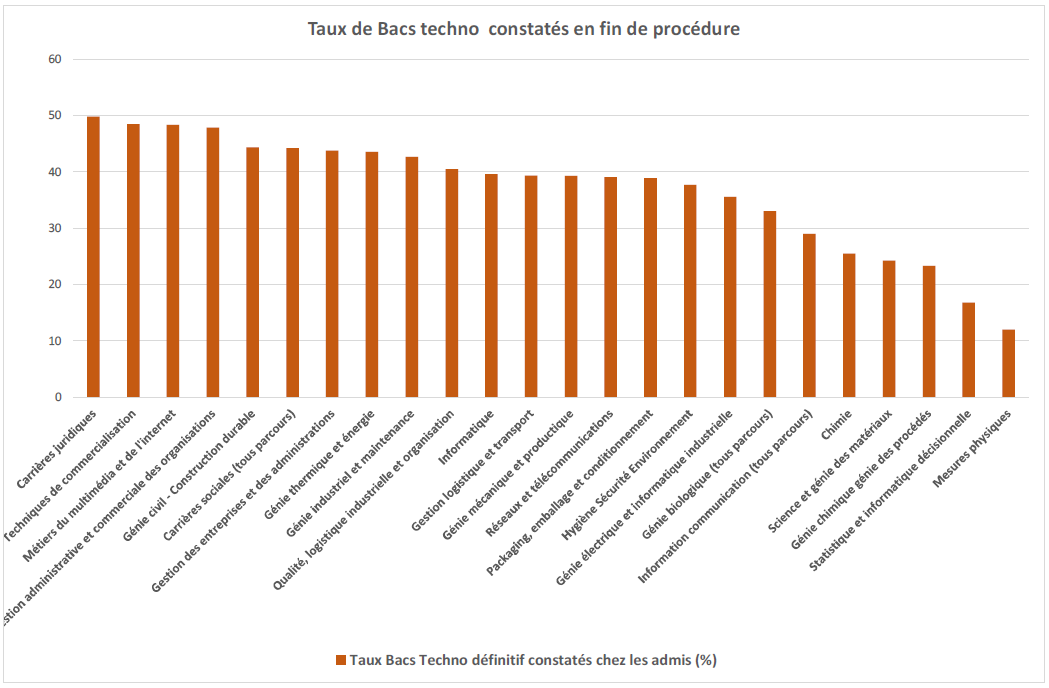 Taux de Bacs techno constatés en fin de procédure
60
50
40
30
20
10
0
Carrières juridiques
Techniques de commercialisation
Métiers du multimédia et de l'internet
administrative et commerciale des organisations
Génie civil - Construction durable
Carrières sociales (tous parcours)
Gestion des entreprises et des administrations
Génie thermique et énergie
Génie industriel et maintenance
Qualité, logistique industrielle et organisation
Informatique
Gestion logistique et transport
Génie mécanique et productique
Réseaux et télécommunications
Packaging, emballage et conditionnement
Hygiène Sécurité Environnement
Génie électrique et informatique industrielle
Génie biologique (tous parcours)
Information communication (tous parcours)
Chimie
Science et génie des matériaux
Génie chimique génie des procédés
Statistique et informatique décisionnelle
Mesures physiques
Taux Bacs Techno définitif constatés chez les admis (%)